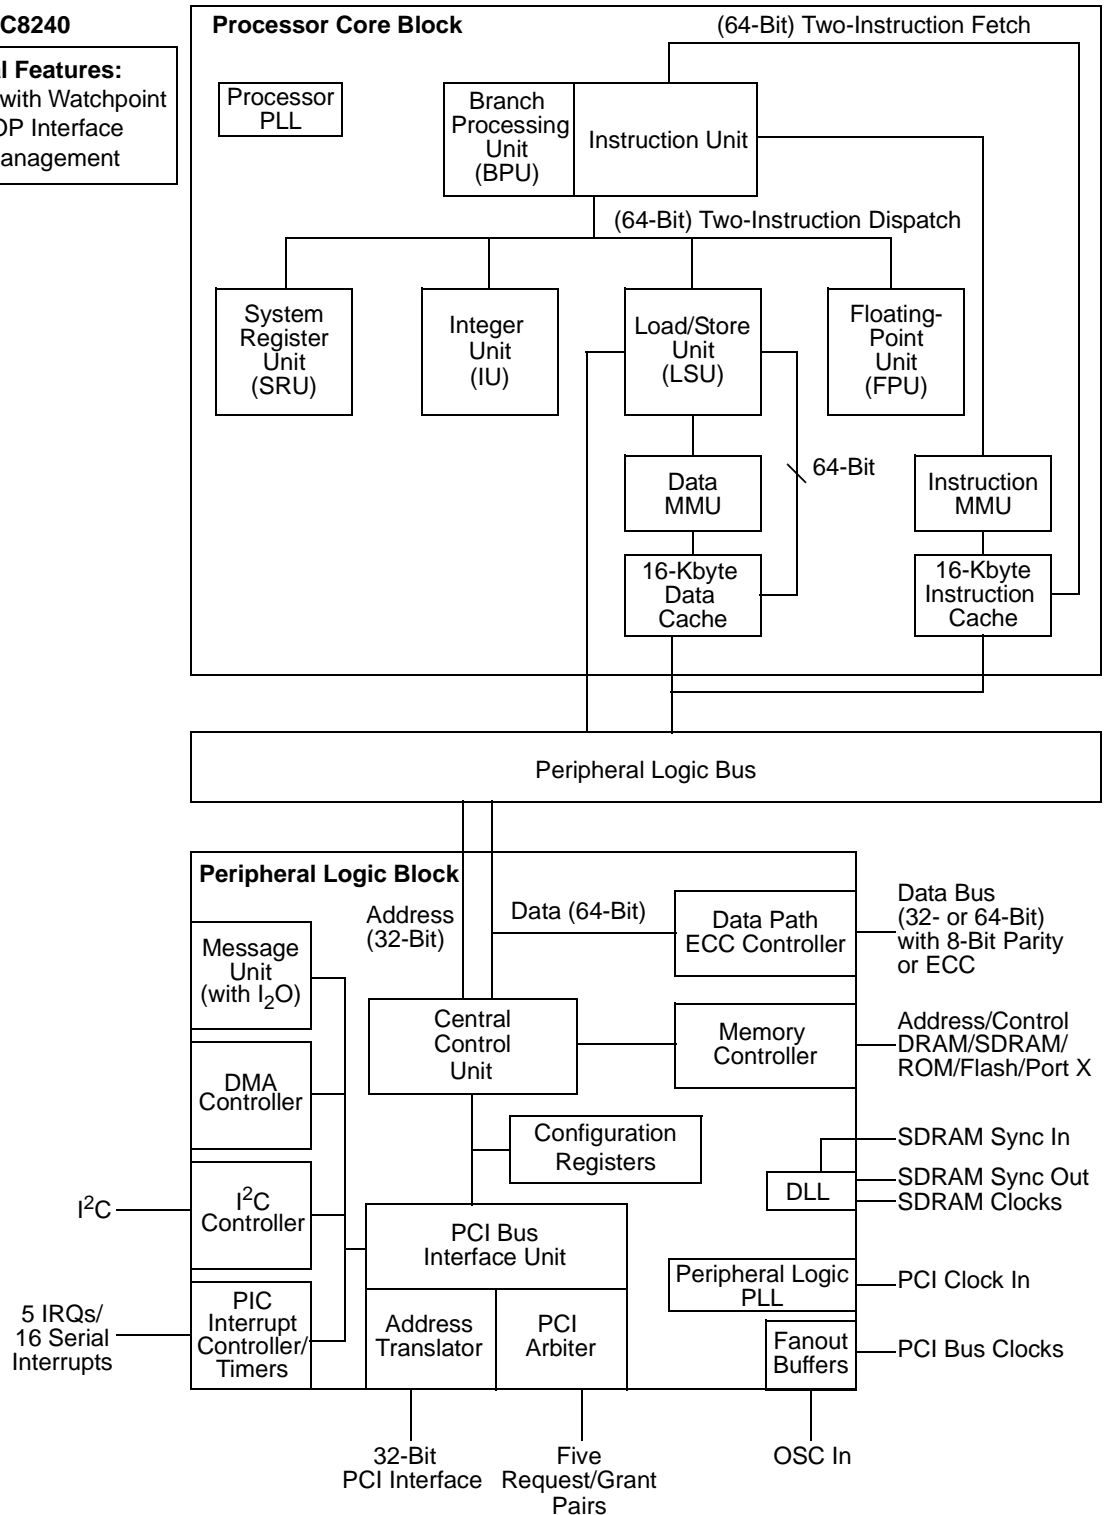 C8240
l Features:
with Watchpoint
OP Interface
anagement
Processor Core Block
(64-Bit) Two-Instruction Fetch
Processor
PLL
Branch
Processing
Unit
(BPU)
Instruction Unit
(64-Bit) Two-Instruction Dispatch
System
Register
Unit
(SRU)
Integer
Unit
(IU)
Load/Store
Unit
(LSU)
Floating-
Point
Unit
(FPU)
64-Bit
Data
MMU
Instruction
MMU
16-Kbyte
Data
Cache
16-Kbyte
Instruction
Cache
Peripheral Logic Bus
Peripheral Logic Block
Address
(32-Bit)
Data (64-Bit)
Data Path
ECC Controller
Data Bus
(32- or 64-Bit)
with 8-Bit Parity
or ECC
Message
Unit
(with I2O)
Central
Control
Unit
Memory
Controller
Address/Control
DRAM/SDRAM/
ROM/Flash/Port X
DMA
Controller
Configuration
Registers
SDRAM Sync In
DLL
SDRAM Sync Out
SDRAM Clocks
I2C
I2C
Controller
PCI Bus
Interface Unit
Peripheral Logic
PLL
PCI Clock In
5 IRQs/
16 Serial
Interrupts
PIC
Interrupt
Controller/
Timers
Address
Translator
PCI
Arbiter
Fanout
Buffers
PCI Bus Clocks
32-Bit
PCI Interface
Five
Request/Grant
Pairs
OSC In